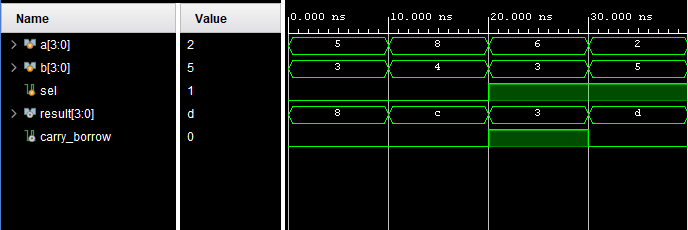 Name Value 0.000 ns 10.000 ns 20.000 ns 30.000 ns
a[3:0] 2 5 8 6 2
b[3:0] 5 3 4 3 5
sel 1
result[3:0] d 8 c 3 d
carry_borrow 0